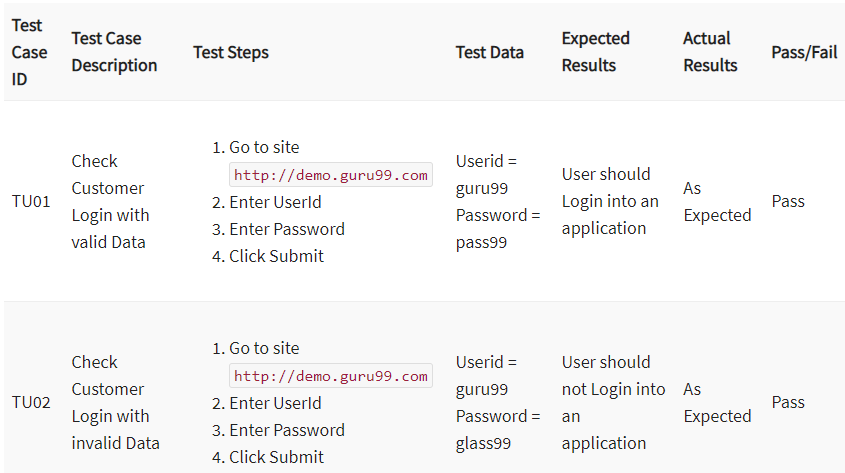 Test Case ID
Test Case Description
Test Steps
Test Data
Expected Results
Actual Results
Pass/Fail
TU01
Check
Customer
Login with
valid Data
1. Go to site
http://demo.guru99.com
2. Enter UserId
3. Enter Password
4. Click Submit
Userid =
guru99
Password =
pass99
User should
Login into an
application
As
Expected
Pass
TU02
Check
Customer
Login with
invalid Data
1. Go to site
http://demo.guru99.com
2. Enter UserId
3. Enter Password
4. Click Submit
Userid =
guru99
Password =
glass99
User should
not Login into
an
application
As
Expected
Pass